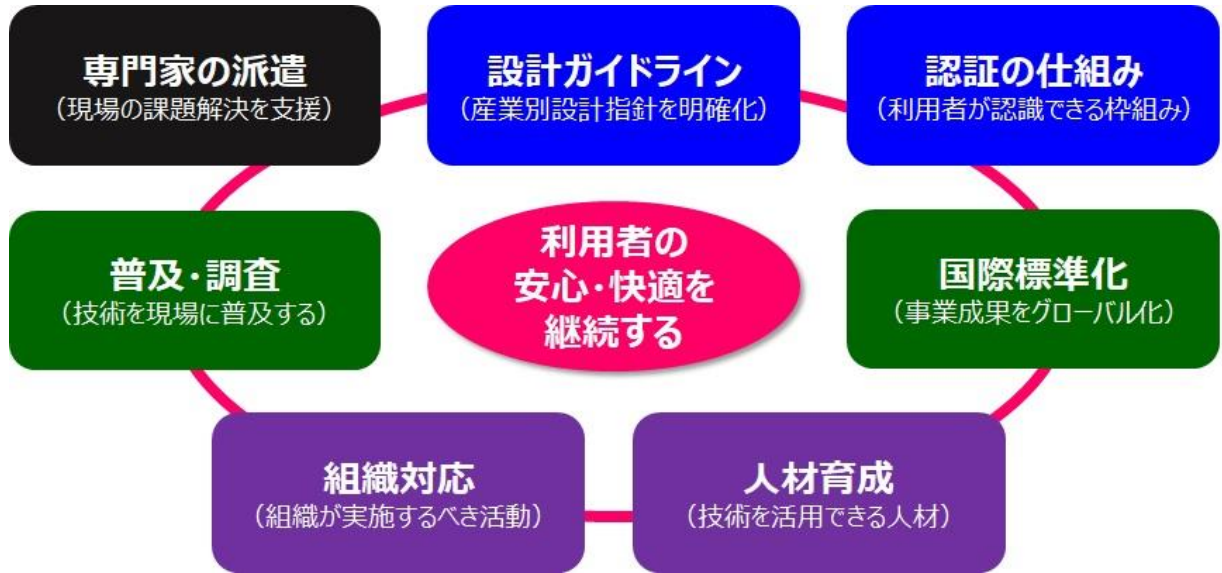 専門家の派遣
（現場の課題解決を支援）
設計ガイドライン
（産業別設計指針を明確化）
認証の仕組み
（利用者が認識できる枠組み）
普及・調査
（技術を現場に普及する）
利用者の
安心・快適を
継続する
国際標準化
（事業成果をグローバル化）
組織対応
（組織が実施するべき活動）
人材育成
（技術を活用できる人材）